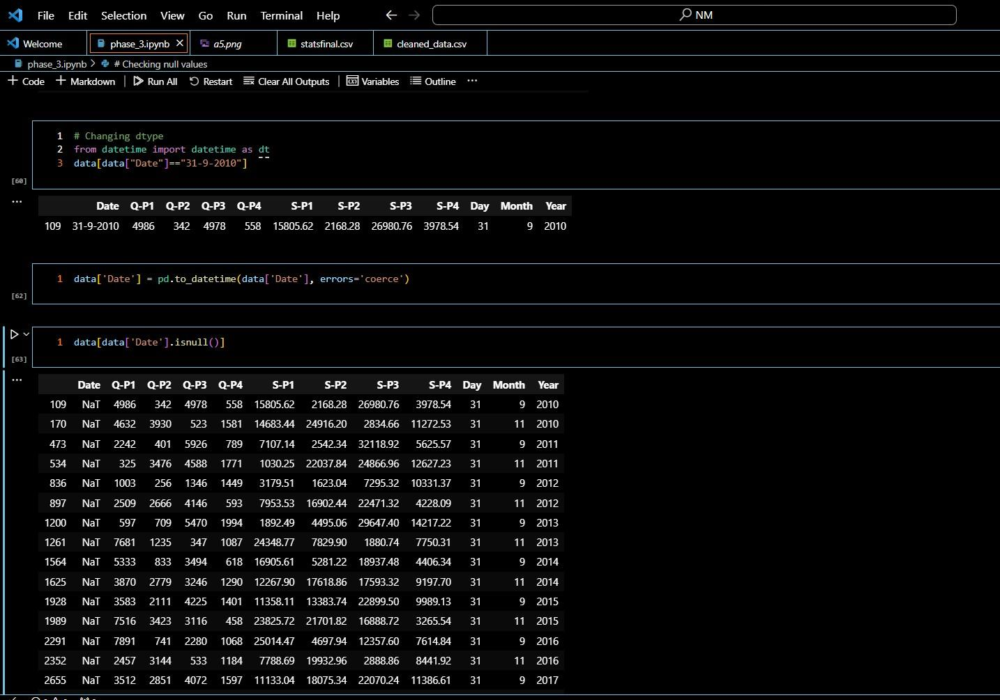 File Edit Selection View Go Run Terminal Help NM
Welcome phase_3.ipynb a5.png statsfinal.csv cleaned_data.csv
phase_3.ipynb > # Checking null values
+ Code + Markdown | Run All Restart Clear All Outputs | Variables Outline ...
1 # Changing dtype
2 from datetime import datetime as dt
3 data[data["Date"]=="31-9-2010"]
[60]
... Date Q-P1 Q-P2 Q-P3 Q-P4 S-P1 S-P2 S-P3 S-P4 Day Month Year
109 31-9-2010 4986 342 4978 558 15805.62 2168.28 26980.76 3978.54 31 9 2010
1 data['Date'] = pd.to_datetime(data['Date'], errors='coerce')
[62]
1 data[data['Date'].isnull()]
[63]
... Date Q-P1 Q-P2 Q-P3 Q-P4 S-P1 S-P2 S-P3 S-P4 Day Month Year
109 NaT 4986 342 4978 558 15805.62 2168.28 26980.76 3978.54 31 9 2010
170 NaT 4632 3930 523 1581 14683.44 24916.20 2834.66 11272.53 31 11 2010
473 NaT 2242 401 5926 789 7107.14 2542.34 32118.92 5625.57 31 9 2011
534 NaT 325 3476 4588 1771 1030.25 22037.84 24866.96 12627.23 31 11 2011
836 NaT 1003 256 1346 1449 3179.51 1623.04 7295.32 10331.37 31 9 2012
897 NaT 2509 2666 4146 593 7953.53 16902.44 22471.32 4228.09 31 11 2012
1200 NaT 597 709 5470 1994 1892.49 4495.06 29647.40 14217.22 31 9 2013
1261 NaT 7681 1235 347 1087 24348.77 7829.90 1880.74 7750.31 31 11 2013
1564 NaT 5333 833 3494 618 16905.61 5281.22 18937.48 4406.34 31 9 2014
1625 NaT 3870 2779 3246 1290 12267.90 17618.86 17593.32 9197.70 31 11 2014
1928 NaT 3583 2111 4225 1401 11358.11 13383.74 22899.50 9989.13 31 9 2015
1989 NaT 7516 3423 3116 458 23825.72 21701.82 16888.72 3265.54 31 11 2015
2291 NaT 7891 741 2280 1068 25014.47 4697.94 12357.60 7614.84 31 9 2016
2352 NaT 2457 3144 533 1184 7788.69 19932.96 2888.86 8441.92 31 11 2016
2655 NaT 3512 2851 4072 1597 11133.04 18075.34 22070.24 11386.61 31 9 2017